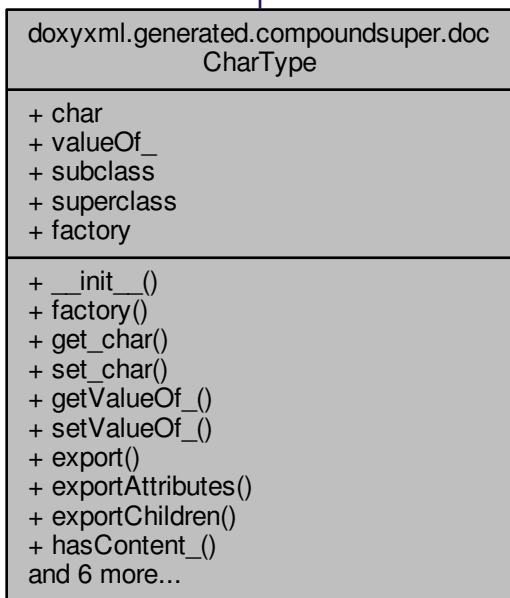 doxyxml.generated.compoundsuper.doc
CharType
+ char
+ valueOf_
+ subclass
+ superclass
+ factory
+ __init__()
+ factory()
+ get_char()
+ set_char()
+ getValueOf_()
+ setValueOf_()
+ export()
+ exportAttributes()
+ exportChildren()
+ hasContent_()
and 6 more...